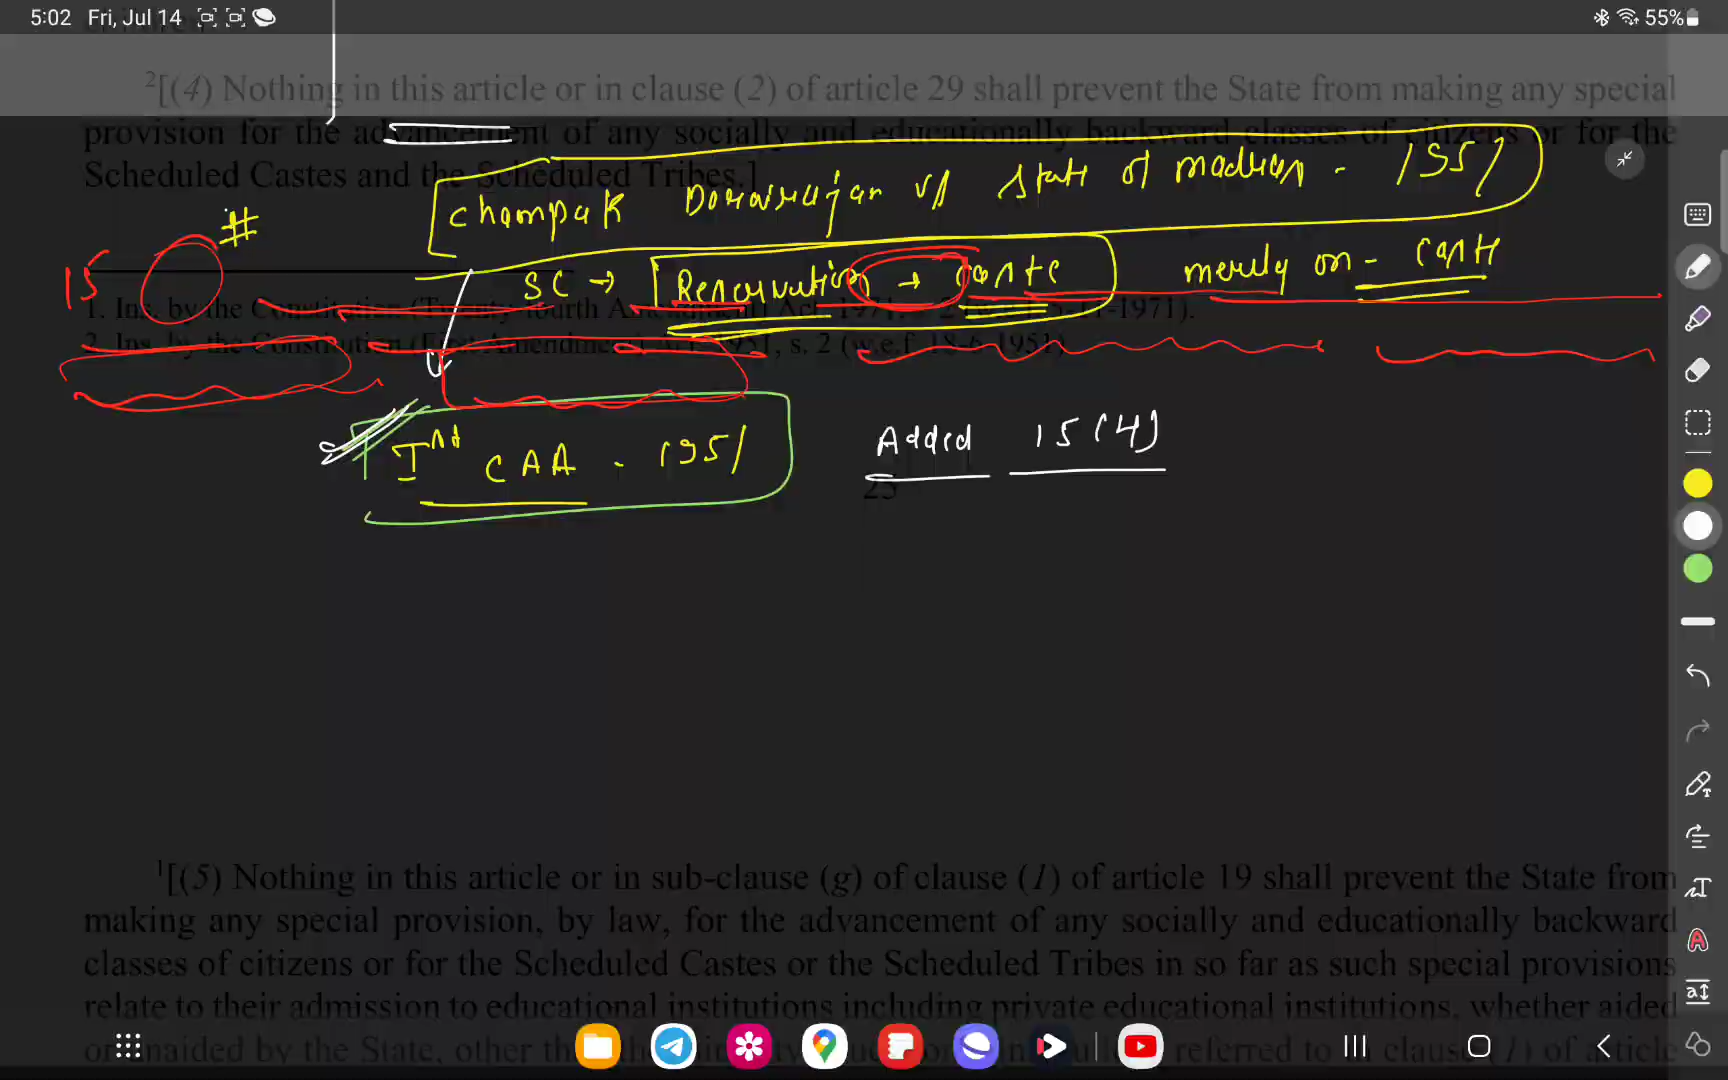 5:02 Fri, Jul 14
55%
2[(4) Nothing in this article or in clause (2) of article 29 shall prevent the State from making any special
provision for the advancement of any socially and educationally backward classes of citizens or for the
Scheduled Castes and the Scheduled Tribes.]
Champak Dorairajan v/s State of madras - 1951
#
15
SC → Reservation → caste merely on - caste
1. Ins. by the Constitution (Twenty-fourth Amendment) Act, 1971, s. 2 -1971).
2. Ins. by the Constitution (First Amendment) Act, 1951, s. 2 (w.e.f. 18-6-1951).
Ist CAA - 1951 Added 15(4)
25
1[(5) Nothing in this article or in sub-clause (g) of clause (1) of article 19 shall prevent the State from
making any special provision, by law, for the advancement of any socially and educationally backward
classes of citizens or for the Scheduled Castes or the Scheduled Tribes in so far as such special provisions
relate to their admission to educational institutions including private educational institutions, whether aided
or unaided by the State, other referred to in clause (1) of article